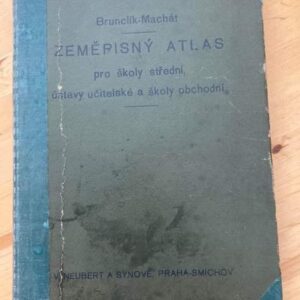 Brunclík-Machát
ZEMĚPISNÝ ATLAS
pro školy střední,
ústavy učitelské a školy obchodní.
V. NEUBERT A SYNOVÉ, PRAHA-SMÍCHOV